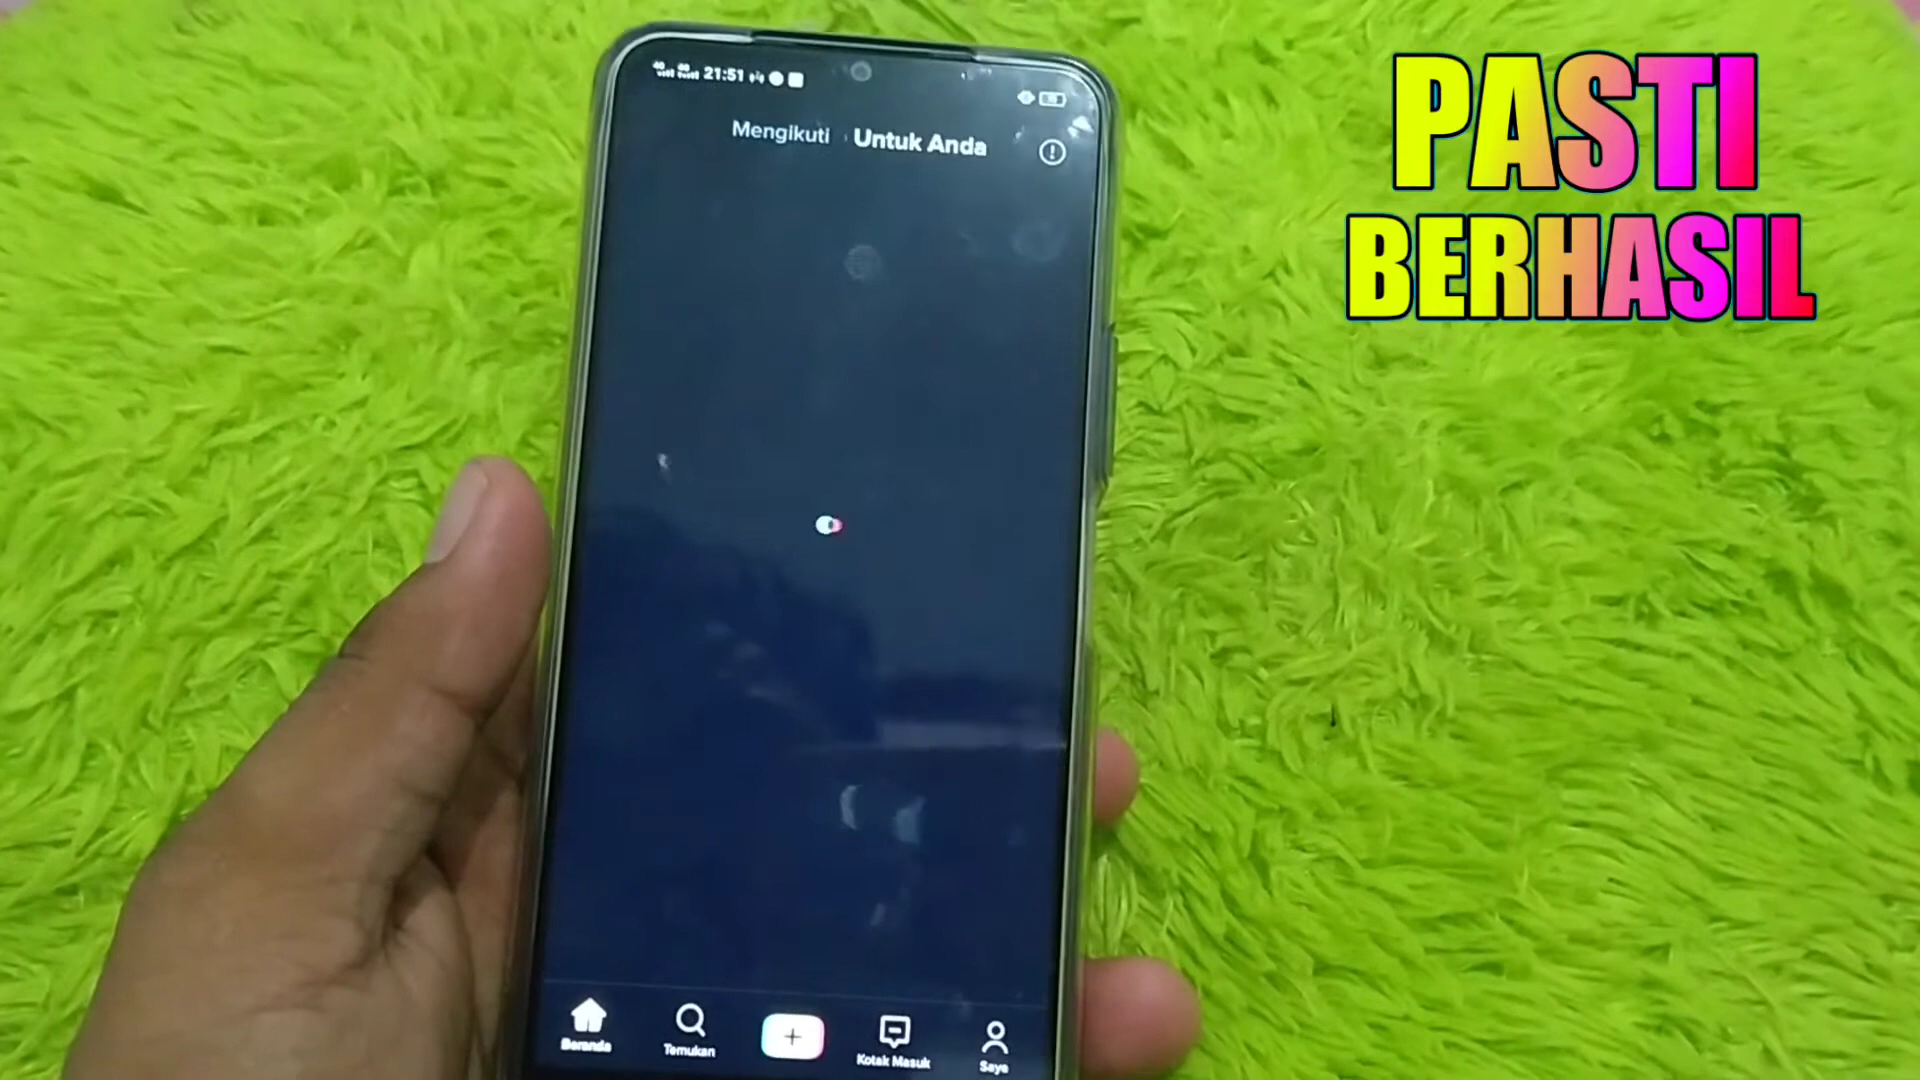 PASTI
BERHASIL
21:51
Mengikuti
Untuk Anda
Beranda
Temukan
Kotak Masuk
Saya